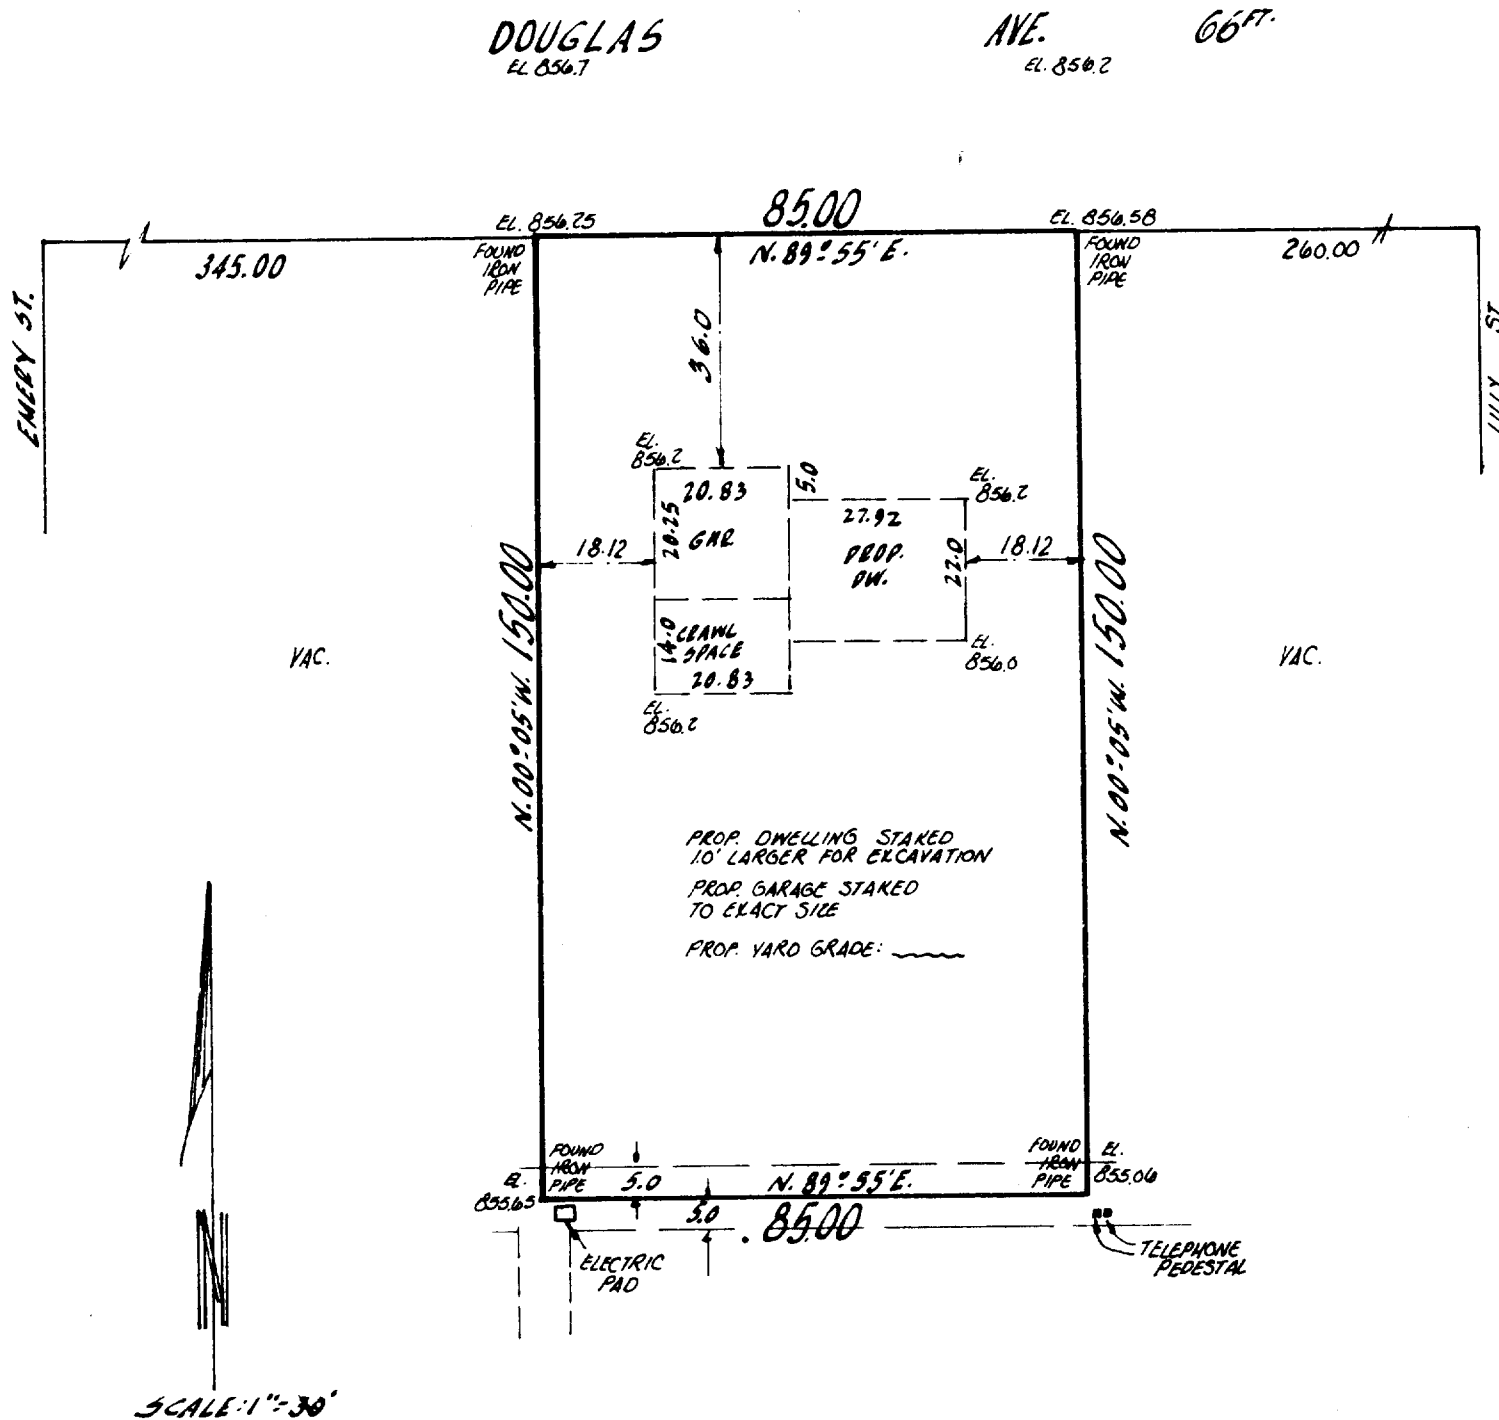 DOUGLAS AVE. 66FT.
EL. 856.7 EL. 856.2
85.00
EL. 856.25 EL. 856.58
FOUND
IRON
PIPE
N. 89° 55' E.
FOUND
IRON
PIPE
345.00
260.00
EMERY ST.
LILLY ST.
36.0
EL.
856.2
20.83
5.0
EL.
856.2
20.25
GAR
27.92
PROP.
DW.
22.0
18.12
18.12
N. 00° 05' W. 150.00
N. 00° 05' W. 150.00
14.0
CRAWL
SPACE
20.83
EL.
856.0
EL.
856.2
VAC.
VAC.
PROP. DWELLING STAKED
1.0' LARGER FOR EXCAVATION
PROP. GARAGE STAKED
TO EXACT SIZE
PROP. YARD GRADE:
FOUND
IRON
PIPE
FOUND
IRON
PIPE
EL.
855.65
5.0
N. 89° 55' E.
EL.
855.06
5.0
85.00
ELECTRIC
PAD
TELEPHONE
PEDESTAL
N
SCALE: 1"=30'